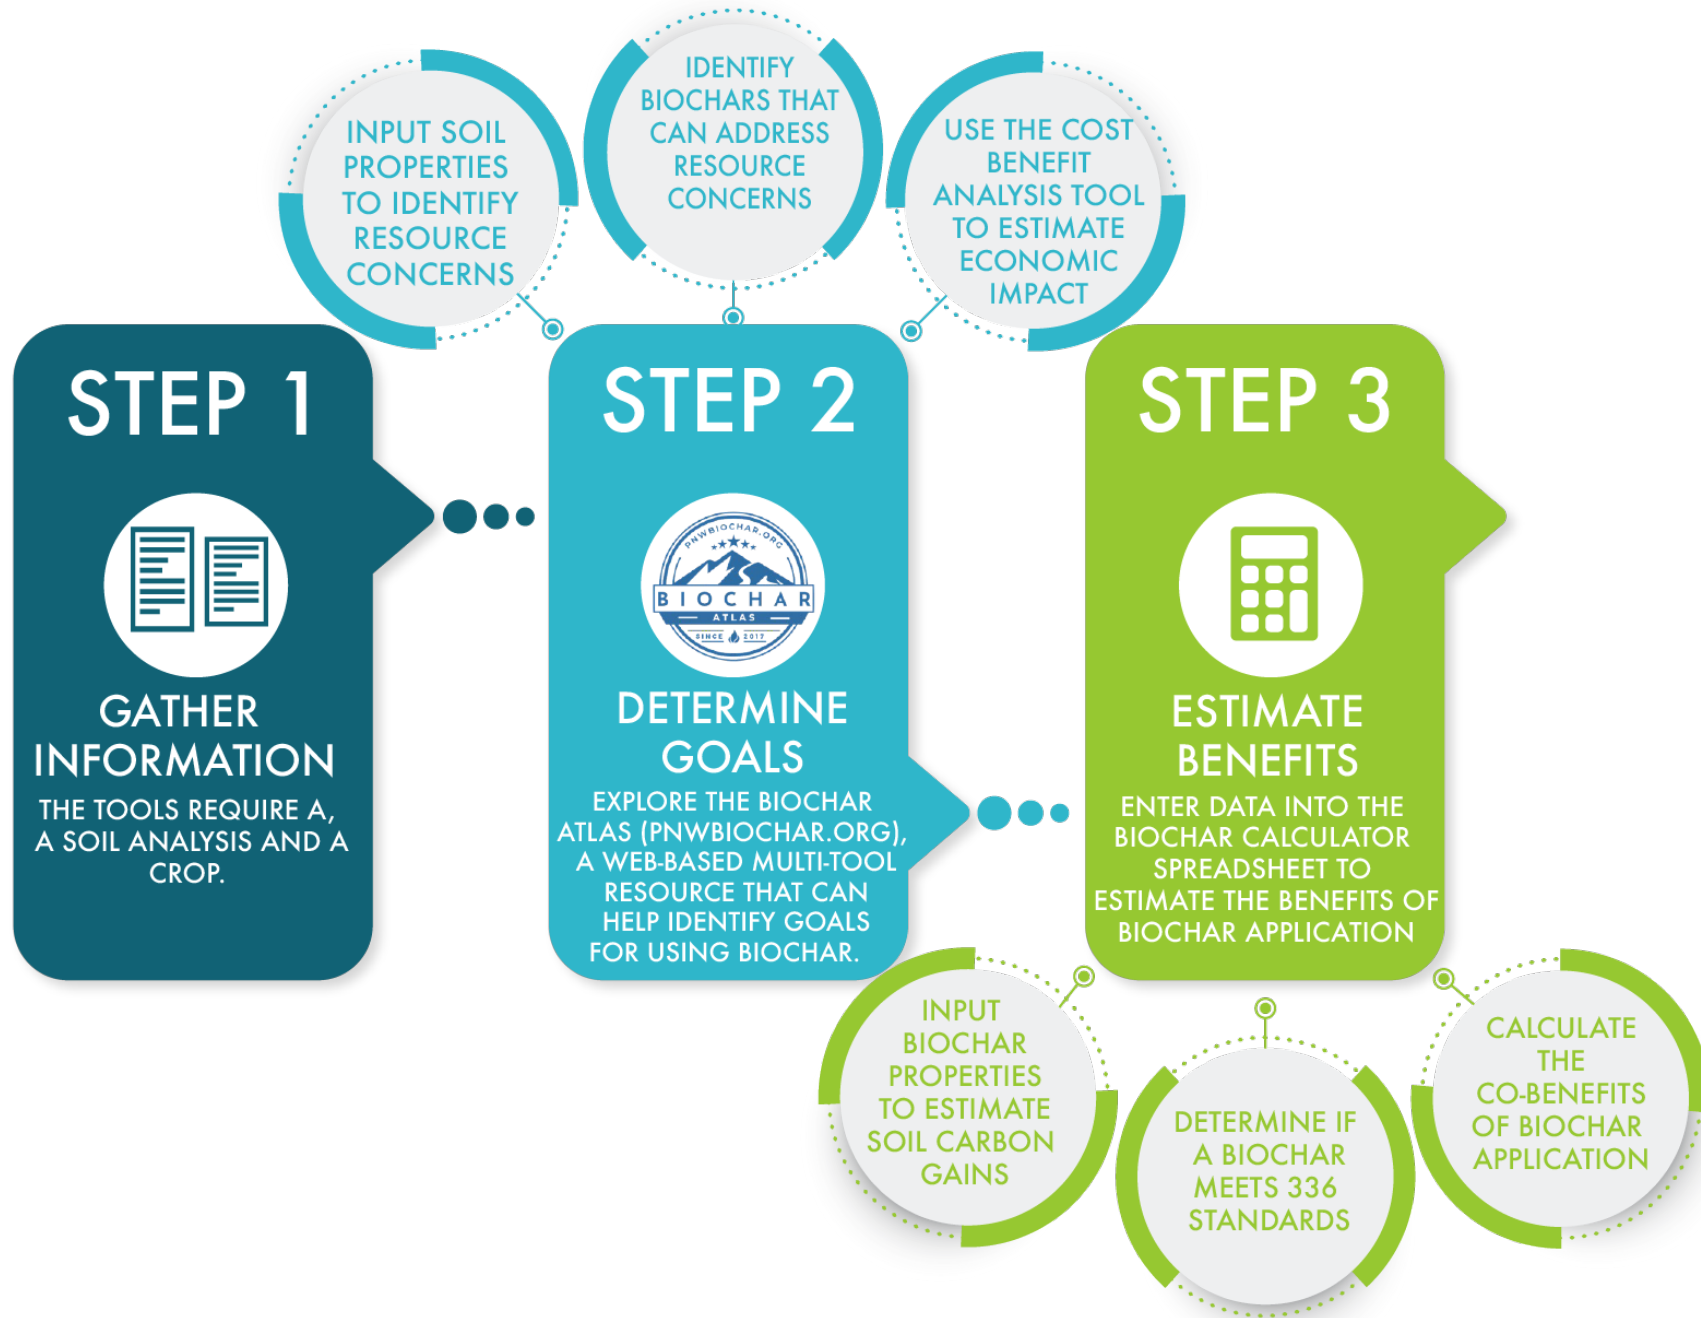 STEP 1
GATHER
INFORMATION
THE TOOLS REQUIRE A,
A SOIL ANALYSIS AND A
CROP.
INPUT SOIL
PROPERTIES
TO IDENTIFY
RESOURCE
CONCERNS
IDENTIFY
BIOCHARS THAT
CAN ADDRESS
RESOURCE
CONCERNS
USE THE COST
BENEFIT
ANALYSIS TOOL
TO ESTIMATE
ECONOMIC
IMPACT
STEP 2
PNWBIOCHAR.ORG
BIOCHAR
ATLAS
SINCE 2017
DETERMINE
GOALS
EXPLORE THE BIOCHAR
ATLAS (PNWBIOCHAR.ORG),
A WEB-BASED MULTI-TOOL
RESOURCE THAT CAN
HELP IDENTIFY GOALS
FOR USING BIOCHAR.
STEP 3
ESTIMATE
BENEFITS
ENTER DATA INTO THE
BIOCHAR CALCULATOR
SPREADSHEET TO
ESTIMATE THE BENEFITS OF
BIOCHAR APPLICATION
INPUT
BIOCHAR
PROPERTIES
TO ESTIMATE
SOIL CARBON
GAINS
DETERMINE IF
A BIOCHAR
MEETS 336
STANDARDS
CALCULATE
THE
CO-BENEFITS
OF BIOCHAR
APPLICATION